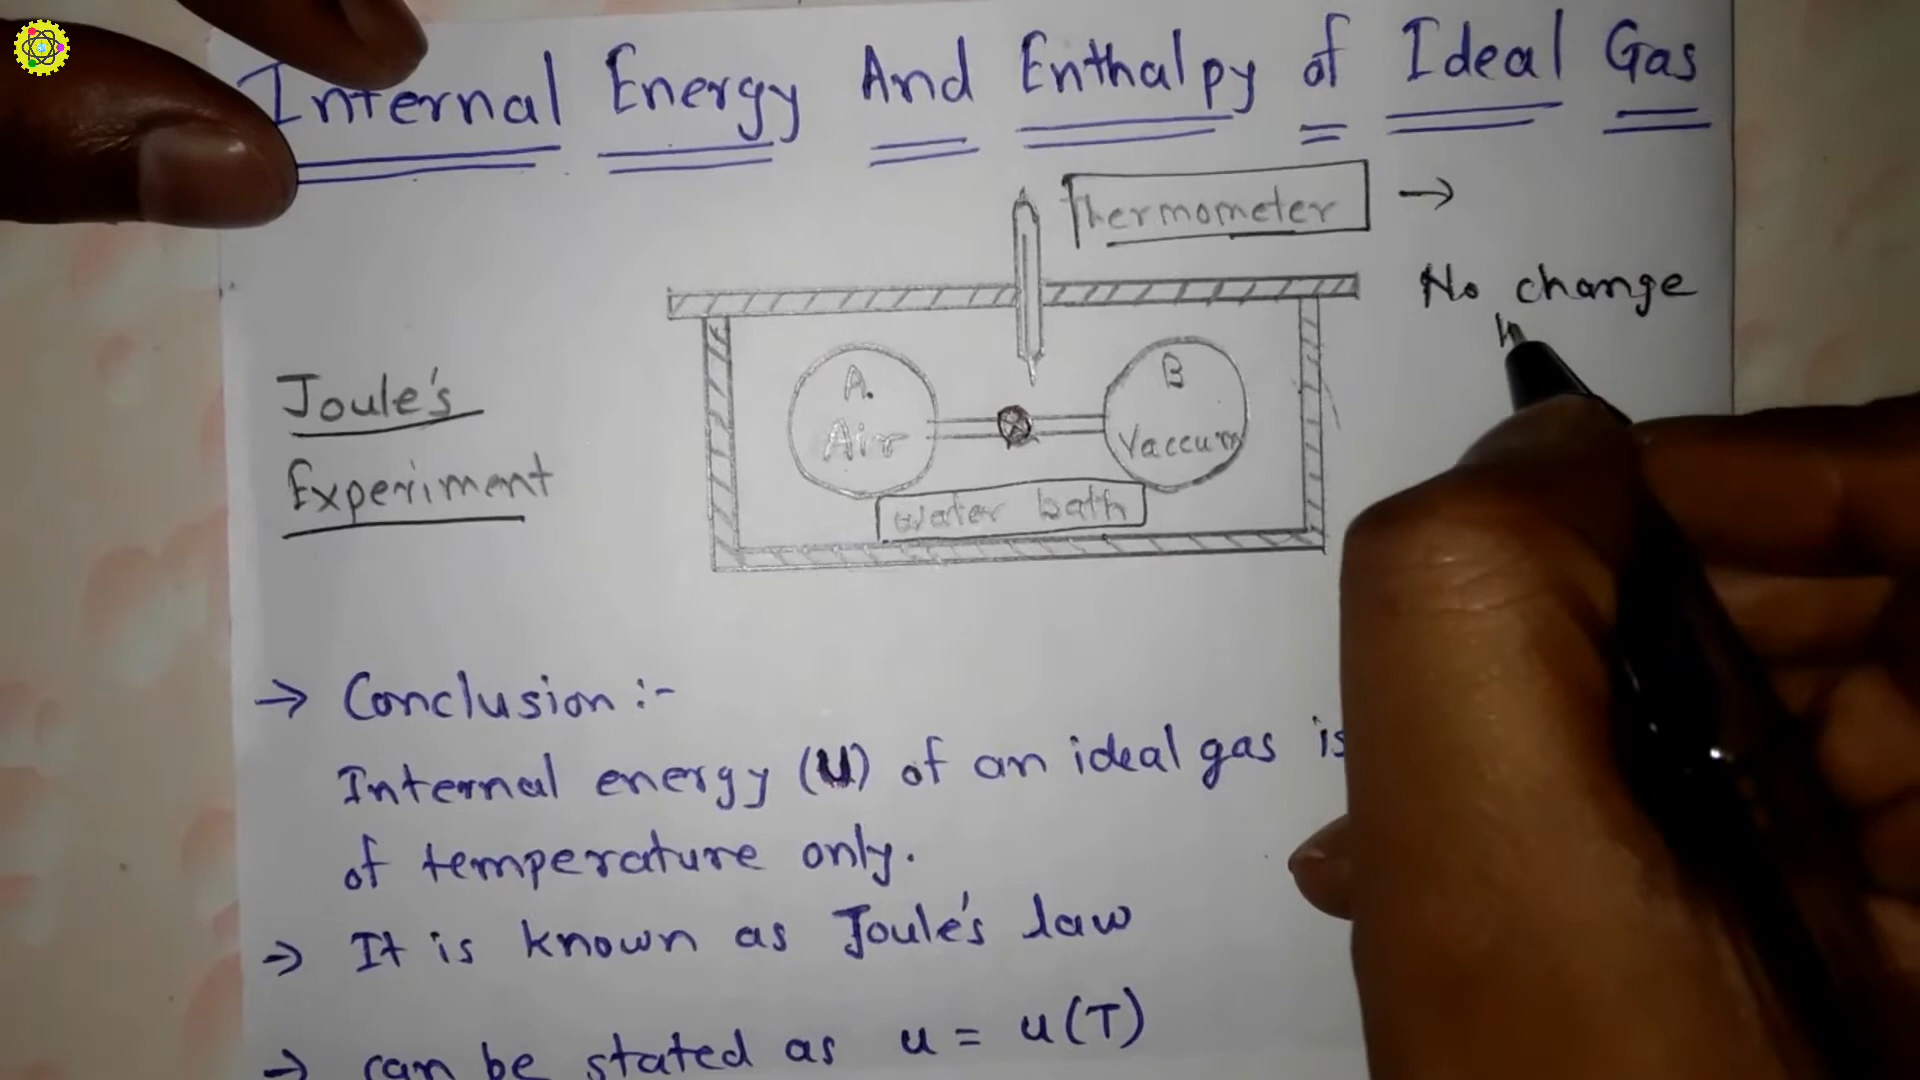 Internal Energy And Enthalpy of Ideal Gas
Thermometer →
No change
A.
Air
B
Vaccum
water bath
Joule's
Experiment
→ Conclusion :-
Internal energy (U) of an ideal gas is
of temperature only.
→ It is known as Joule's law
→ can be stated as u = u(T)